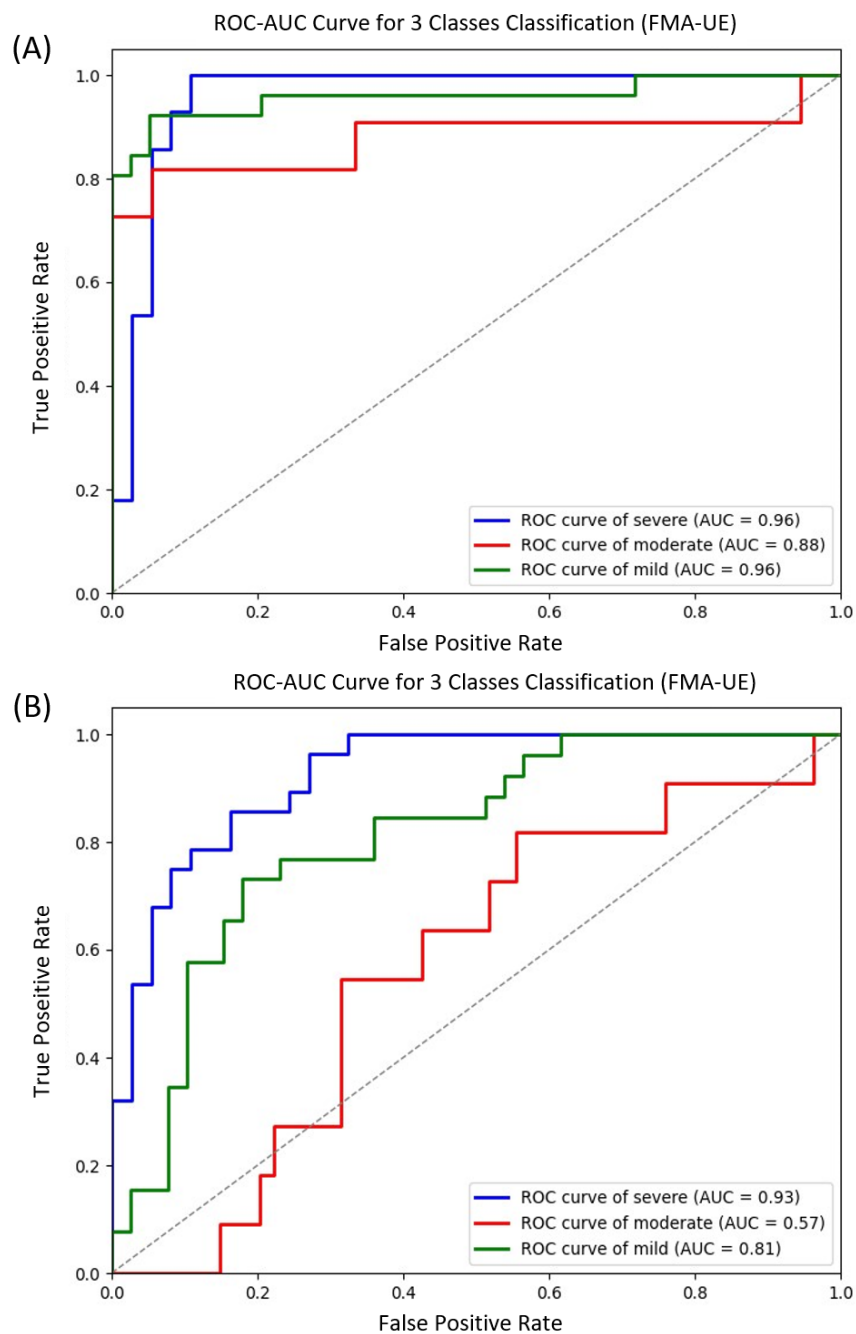 ROC-AUC Curve for 3 Classes Classification (FMA-UE)
(A)
1.0
0.8
0.6
0.4
0.2
0.0
True Poseitive Rate
ROC curve of severe (AUC = 0.96)
ROC curve of moderate (AUC = 0.88)
ROC curve of mild (AUC = 0.96)
0.0 0.2 0.4 0.6 0.8 1.0
False Positive Rate
ROC-AUC Curve for 3 Classes Classification (FMA-UE)
(B)
1.0
0.8
0.6
0.4
0.2
0.0
True Poseitive Rate
ROC curve of severe (AUC = 0.93)
ROC curve of moderate (AUC = 0.57)
ROC curve of mild (AUC = 0.81)
0.0 0.2 0.4 0.6 0.8 1.0
False Positive Rate